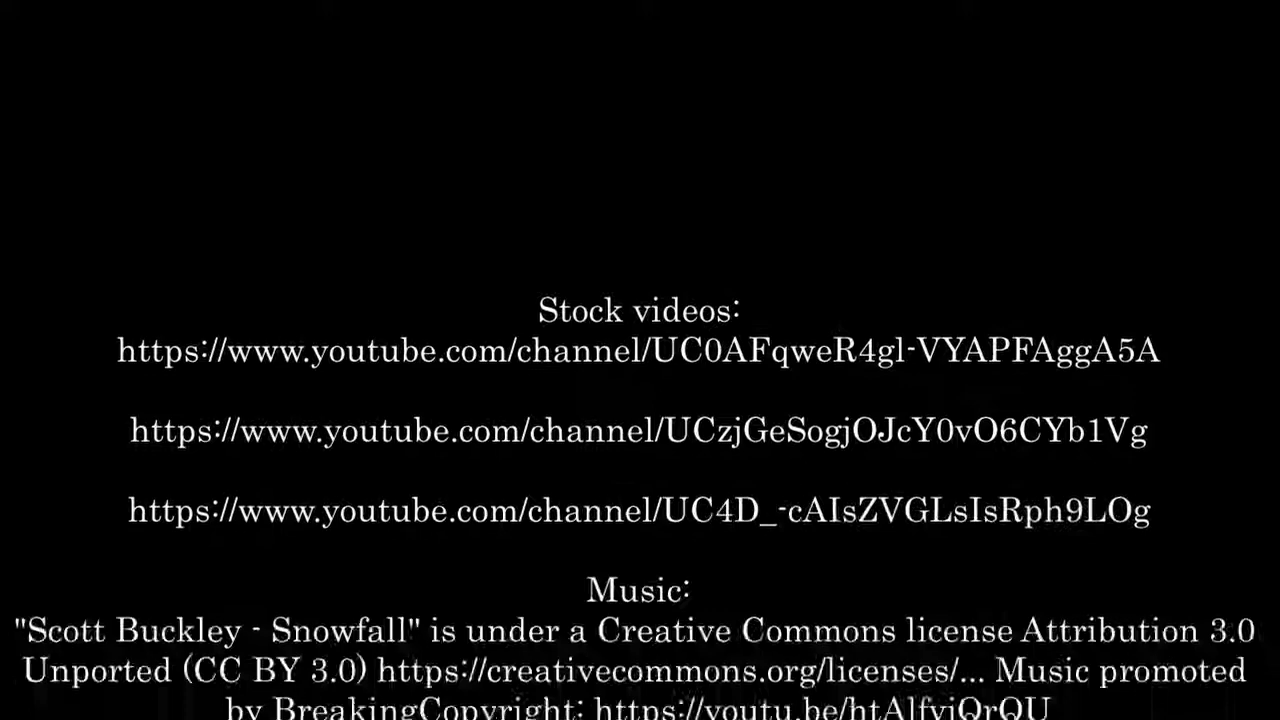 Stock videos:
https://www.youtube.com/channel/UC0AFqweR4gl-VYAPFAggA5A
https://www.youtube.com/channel/UCzjGeSogjOJcY0vO6CYb1Vg
https://www.youtube.com/channel/UC4D_-cAIsZVGLsIsRph9LOg
Music:
"Scott Buckley - Snowfall" is under a Creative Commons license Attribution 3.0
Unported (CC BY 3.0) https://creativecommons.org/licenses/... Music promoted
by BreakingCopyright: